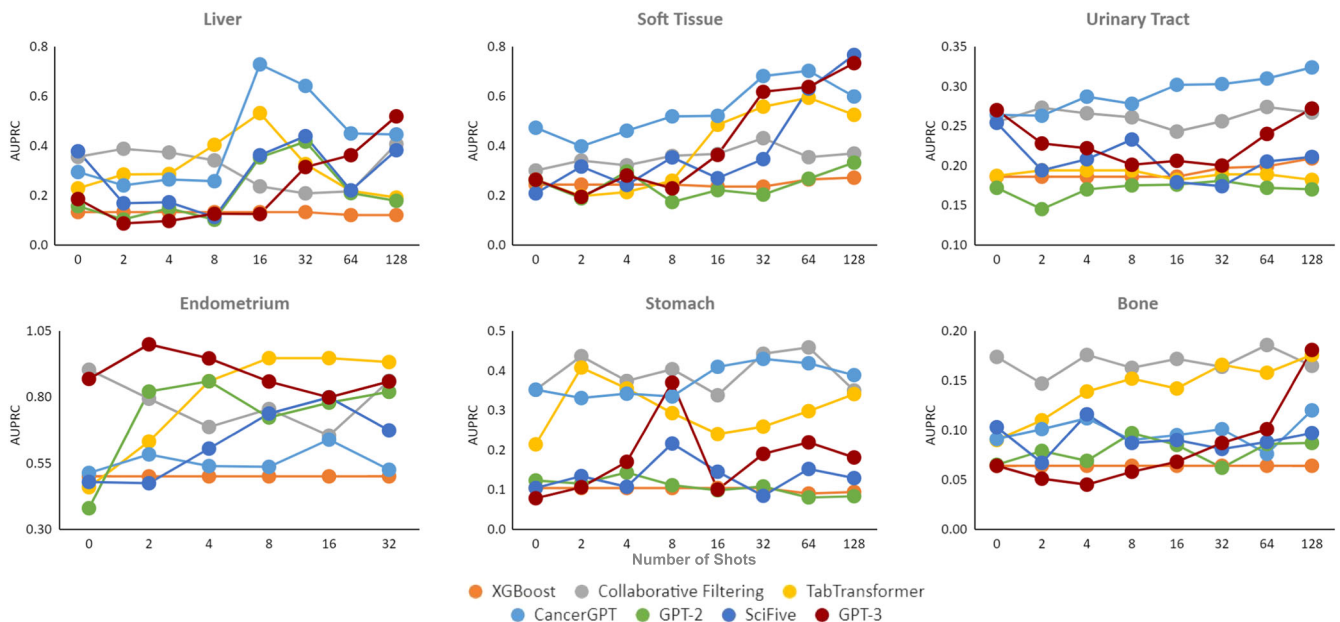 Liver
AUPRC
0.8
0.6
0.4
0.2
0.0
0 2 4 8 16 32 64 128
Soft Tissue
AUPRC
0.8
0.6
0.4
0.2
0.0
0 2 4 8 16 32 64 128
Urinary Tract
AUPRC
0.35
0.30
0.25
0.20
0.15
0.10
0 2 4 8 16 32 64 128
Endometrium
AUPRC
1.05
0.80
0.55
0.30
0 2 4 8 16 32
Stomach
AUPRC
0.5
0.4
0.3
0.2
0.1
0.0
0 2 4 8 16 32 64 128
Number of Shots
Bone
AUPRC
0.20
0.15
0.10
0.05
0.00
0 2 4 8 16 32 64 128
XGBoost Collaborative Filtering TabTransformer
CancerGPT GPT-2 SciFive GPT-3